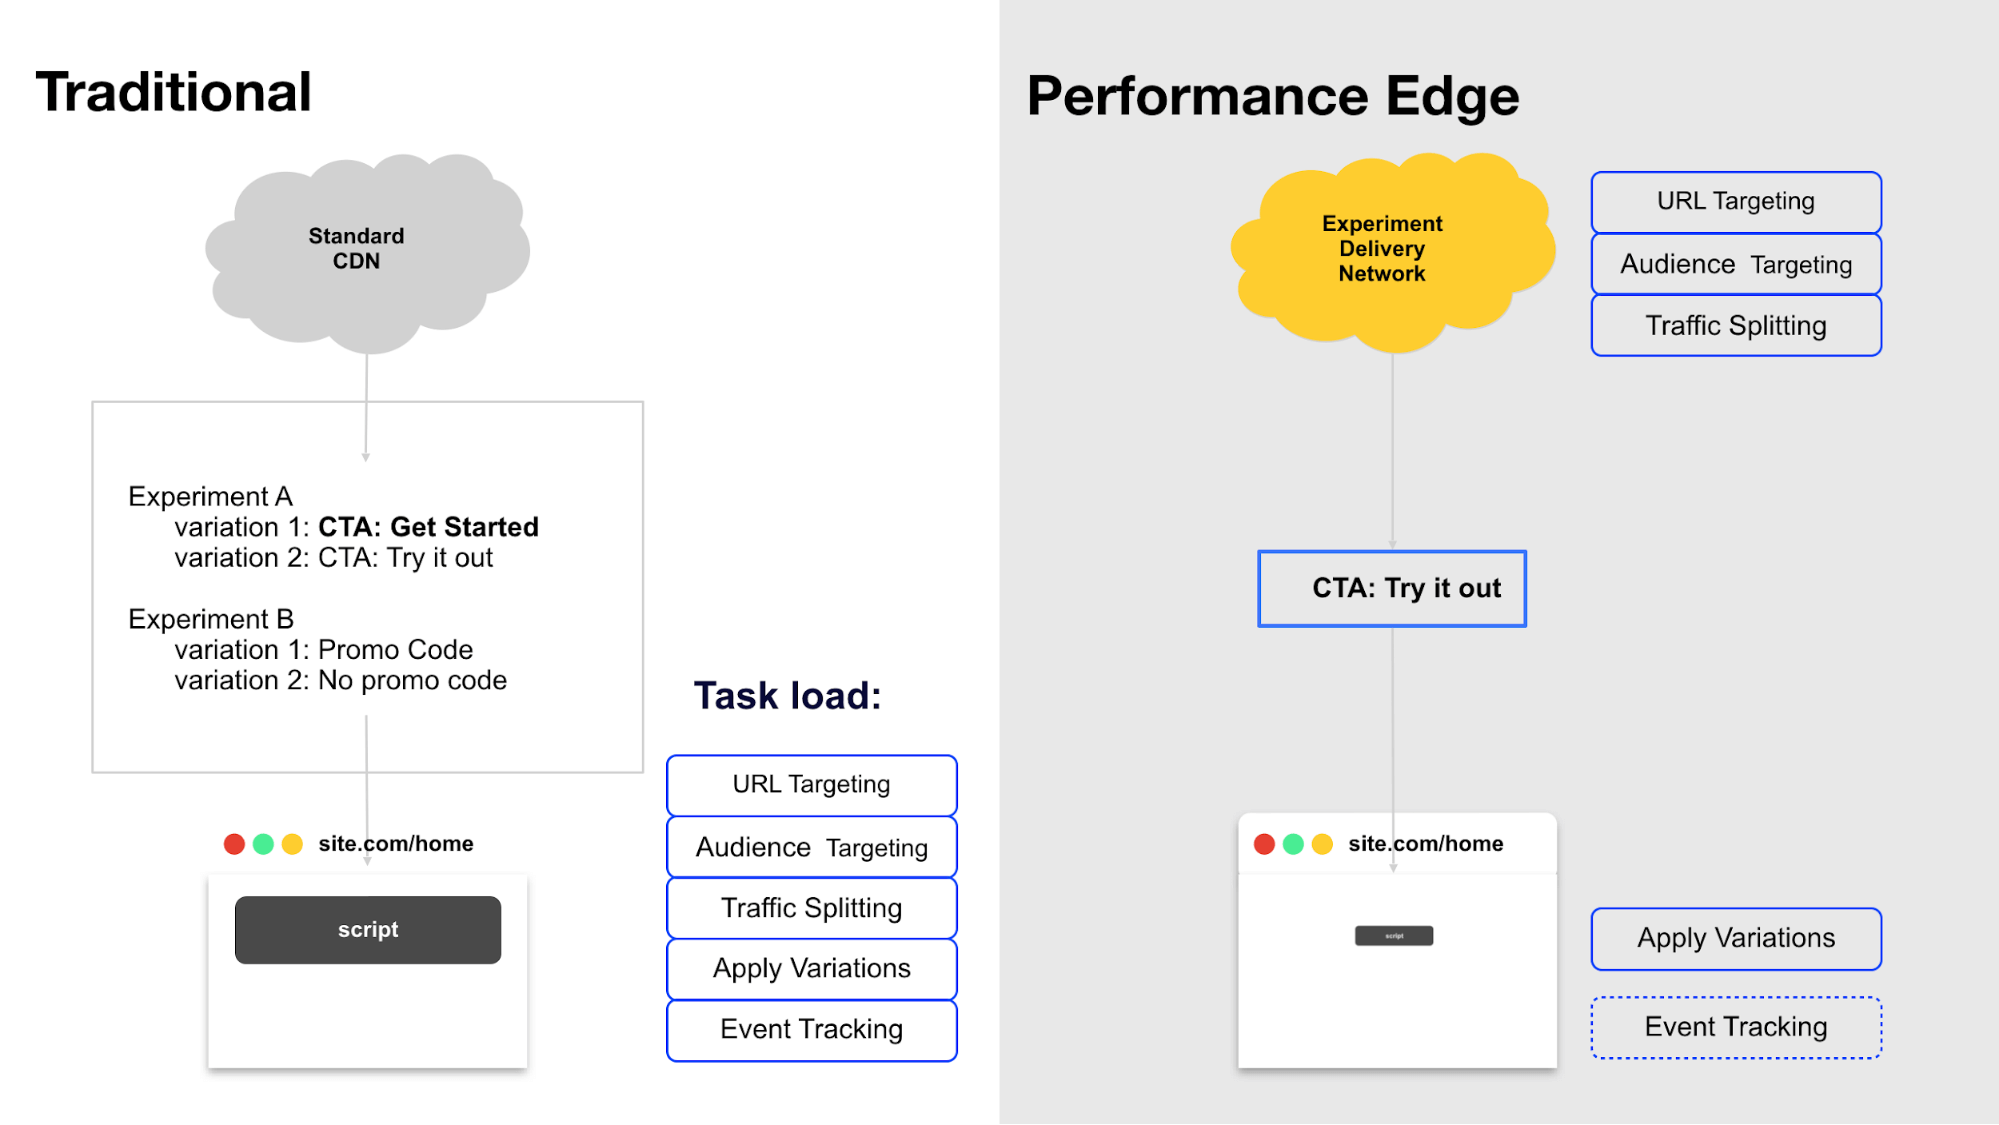 Traditional
Standard
CDN
Experiment A
variation 1: CTA: Get Started
variation 2: CTA: Try it out
Experiment B
variation 1: Promo Code
variation 2: No promo code
site.com/home
script
Task load:
URL Targeting
Audience Targeting
Traffic Splitting
Apply Variations
Event Tracking
Performance Edge
Experiment
Delivery
Network
URL Targeting
Audience Targeting
Traffic Splitting
CTA: Try it out
site.com/home
script
Apply Variations
Event Tracking